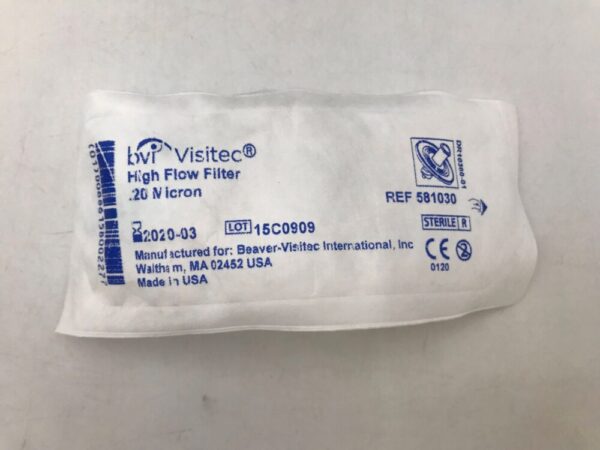 bvi Visitec®
High Flow Filter
.20 Micron
REF 581030
STERILE R
2020-03
LOT 15C0909
Manufactured for: Beaver-Visitec International, Inc
Waltham, MA 02452 USA
Made in USA
CE
0120